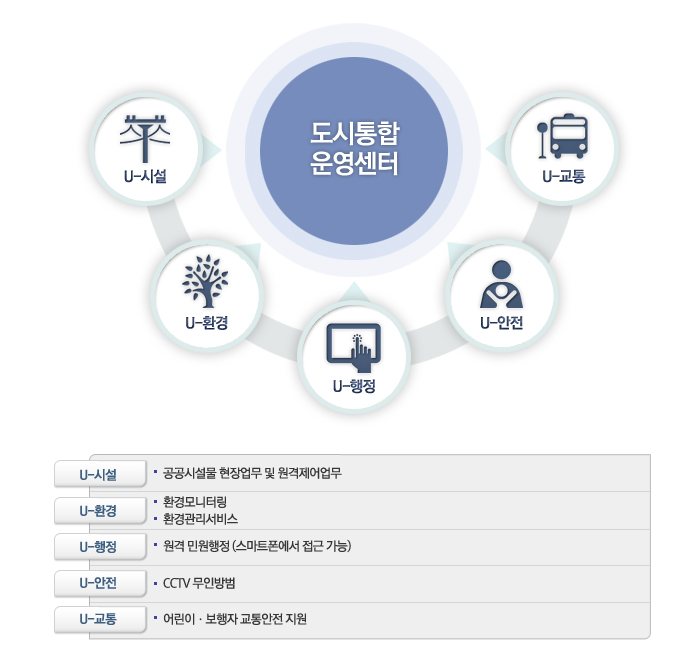 도시통합
운영센터
U-시설
U-교통
U-환경
U-안전
U-행정
U-시설
▪ 공공시설물 현장업무 및 원격제어업무
U-환경
▪ 환경모니터링
▪ 환경관리서비스
U-행정
▪ 원격 민원행정 (스마트폰에서 접근 가능)
U-안전
▪ CCTV 무인방범
U-교통
▪ 어린이 · 보행자 교통안전 지원